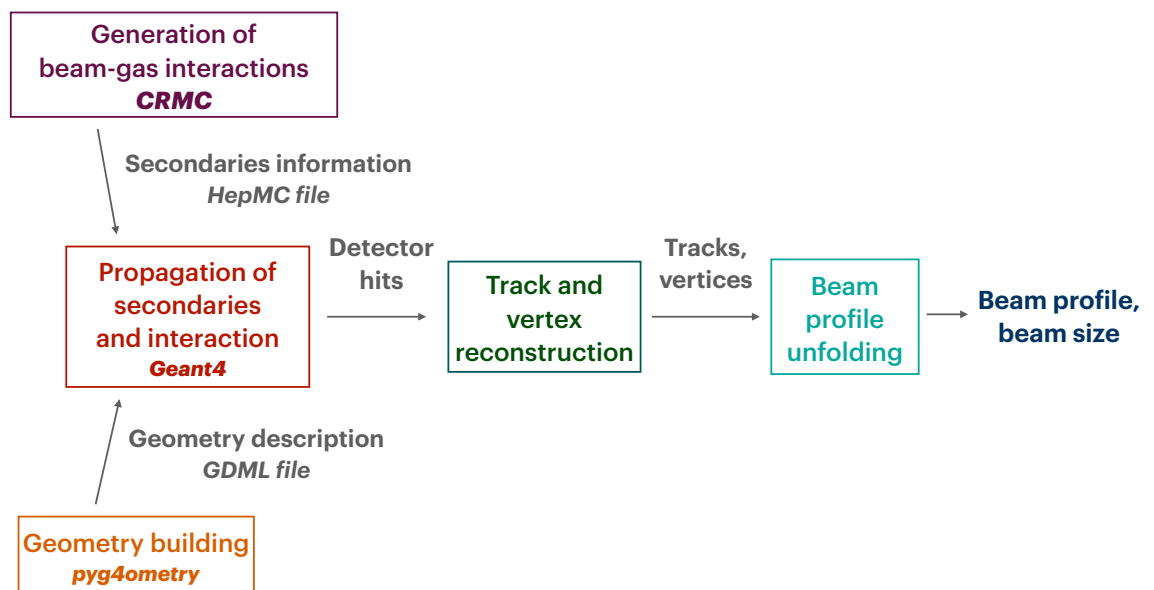 Generation of
beam-gas interactions
CRMC
Secondaries information
HepMC file
Propagation of
secondaries
and interaction
Geant4
Detector
hits
Track and
vertex
reconstruction
Tracks,
vertices
Beam
profile
unfolding
Beam profile,
beam size
Geometry description
GDML file
Geometry building
pyg4ometry